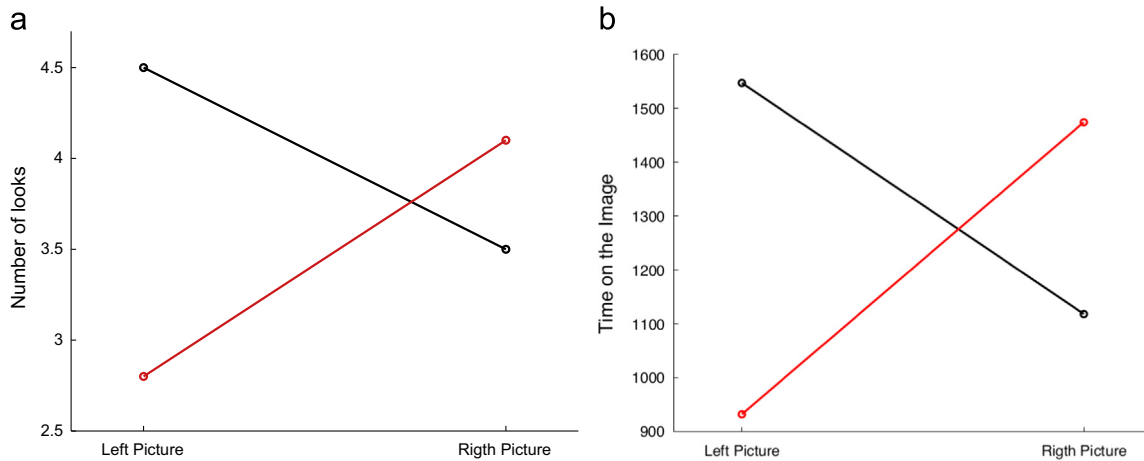 a
Number of looks
4.5
4
3.5
3
2.5
Left Picture
Rigth Picture
b
Time on the Image
1600
1500
1400
1300
1200
1100
1000
900
Left Picture
Rigth Picture